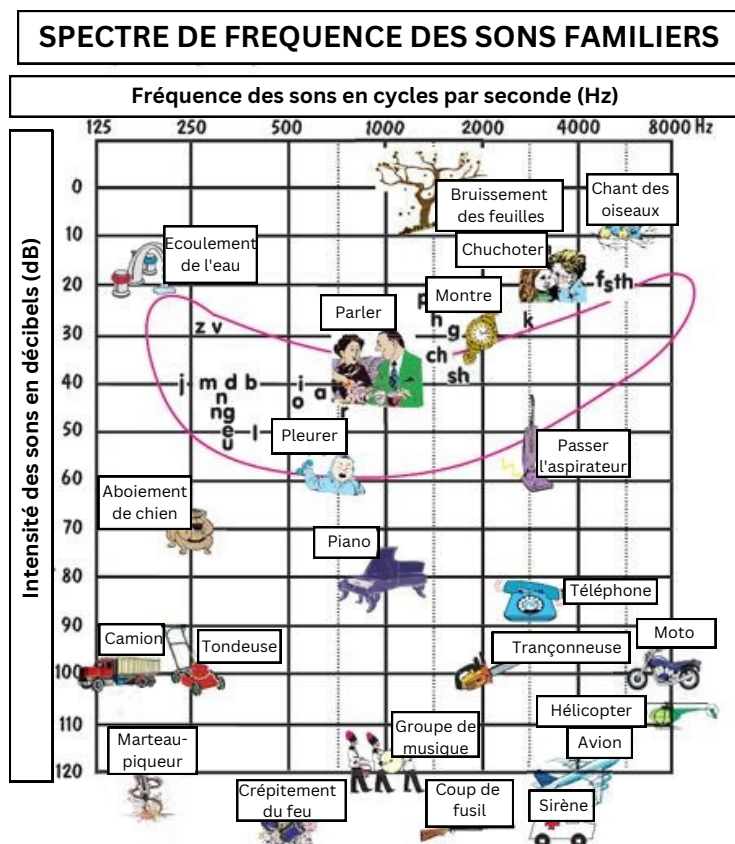 SPECTRE DE FREQUENCE DES SONS FAMILIERS
Fréquence des sons en cycles par seconde (Hz)
125 250 500 1000 2000 4000 8000 Hz
Intensité des sons en décibels (dB)
0
10
20
30
40
50
60
70
80
90
100
110
120
Bruissement
des feuilles
Chant des
oiseaux
Ecoulement
de l'eau
Chuchoter
f s th
Montre
Parler
p
h
g
k
z v
ch
sh
j m d b
n
ng
e
u
l
i
o
a
r
Pleurer
Passer
l'aspirateur
Aboiement
de chien
Piano
Téléphone
Camion
Tondeuse
Trançonneuse
Moto
Hélicopter
Avion
Marteau-
piqueur
Groupe de
musique
Crépitement
du feu
Coup de
fusil
Sirène